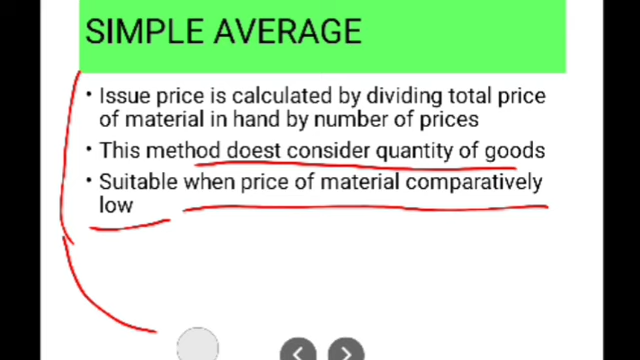 SIMPLE AVERAGE
• Issue price is calculated by dividing total price
of material in hand by number of prices
• This method doest consider quantity of goods
• Suitable when price of material comparatively
low